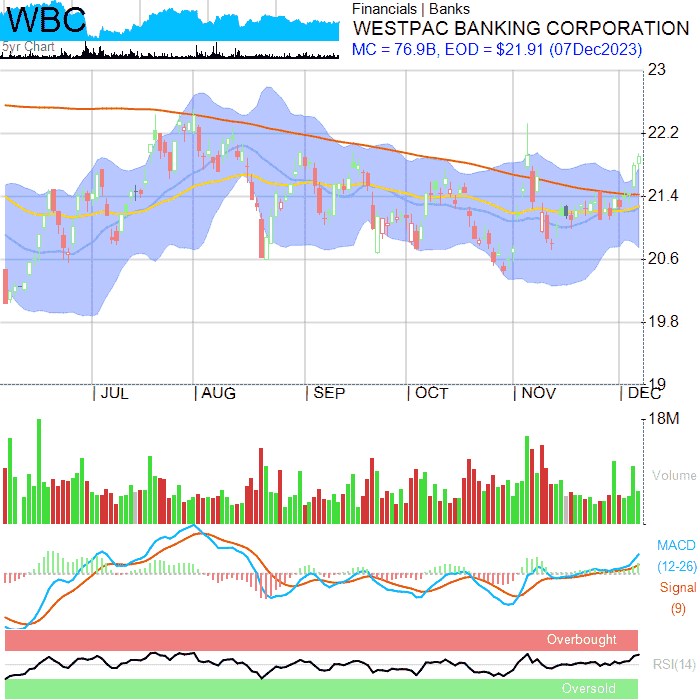 WBC
5yr Chart
Financials | Banks
WESTPAC BANKING CORPORATION
MC = 76.9B, EOD = $21.91 (07Dec2023)
23
22.2
21.4
20.6
19.8
19
JUL
AUG
SEP
OCT
NOV
DEC
18M
Volume
MACD
(12-26)
Signal
(9)
Overbought
RSI(14)
Oversold